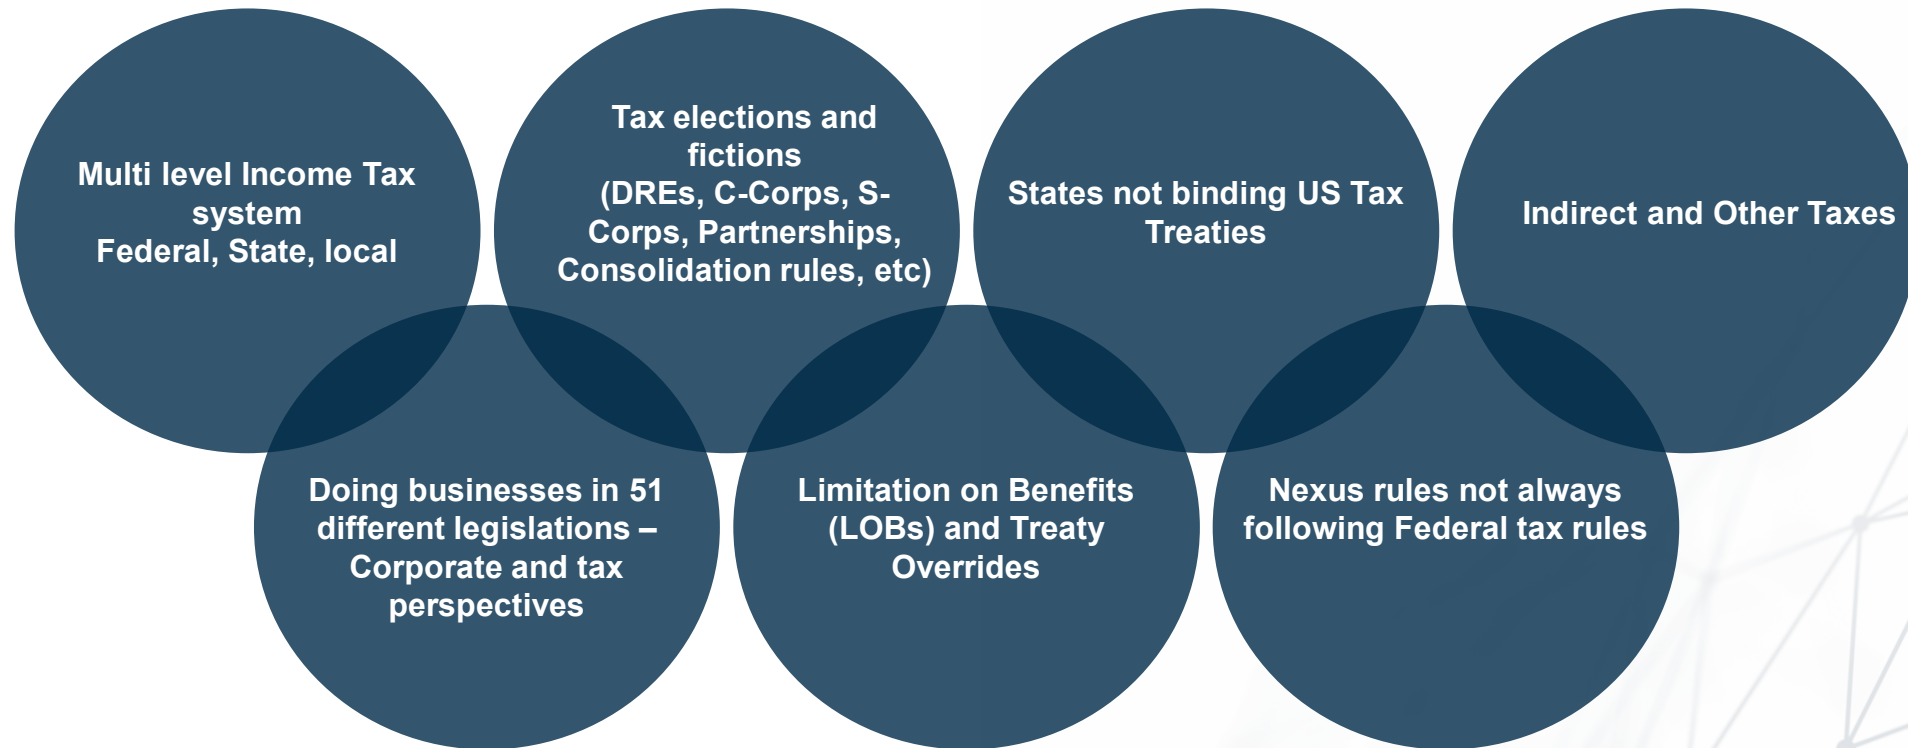 Multi level Income Tax
system
Federal, State, local
Tax elections and
fictions
(DREs, C-Corps, S-
Corps, Partnerships,
Consolidation rules, etc)
States not binding US Tax
Treaties
Indirect and Other Taxes
Doing businesses in 51
different legislations –
Corporate and tax
perspectives
Limitation on Benefits
(LOBs) and Treaty
Overrides
Nexus rules not always
following Federal tax rules